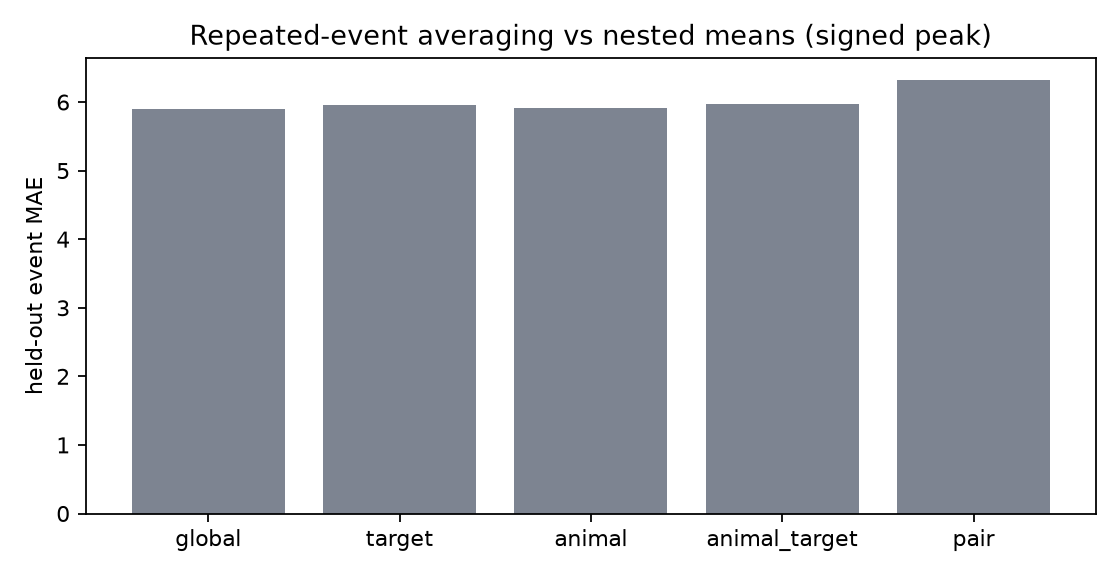 Repeated-event averaging vs nested means (signed peak)
held-out event MAE
6
5
4
3
2
1
0
global target animal animal_target pair